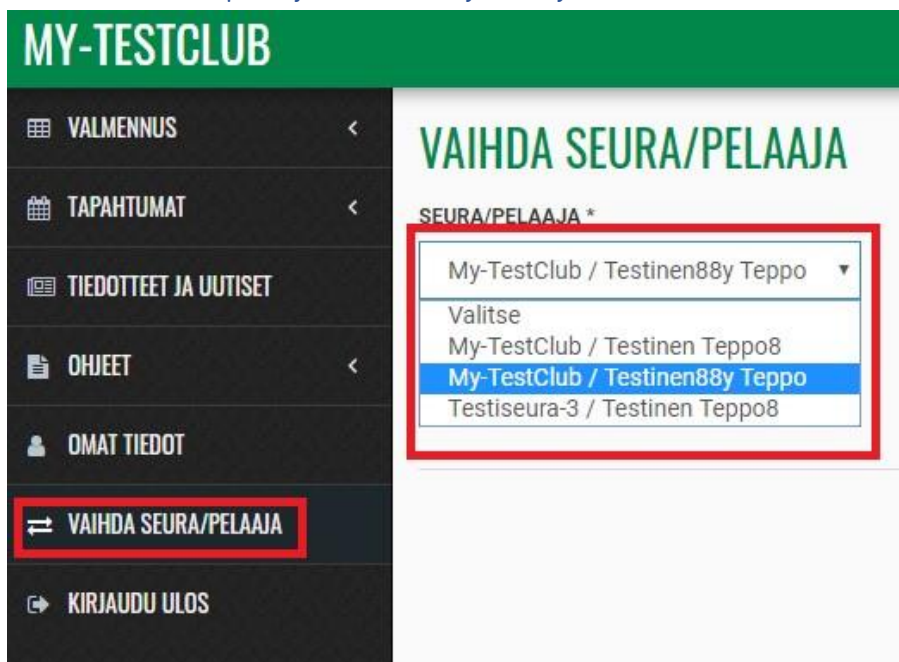 MY-TESTCLUB
VALMENNUS
TAPAHTUMAT
TIEDOTTEET JA UUTISET
OHJEET
OMAT TIEDOT
VAIHDA SEURA/PELAAJA
KIRJAUDU ULOS
VAIHDA SEURA/PELAAJA
SEURA/PELAAJA *
My-TestClub / Testinen88y Teppo
Valitse
My-TestClub / Testinen Teppo8
My-TestClub / Testinen88y Teppo
Testiseura-3 / Testinen Teppo8